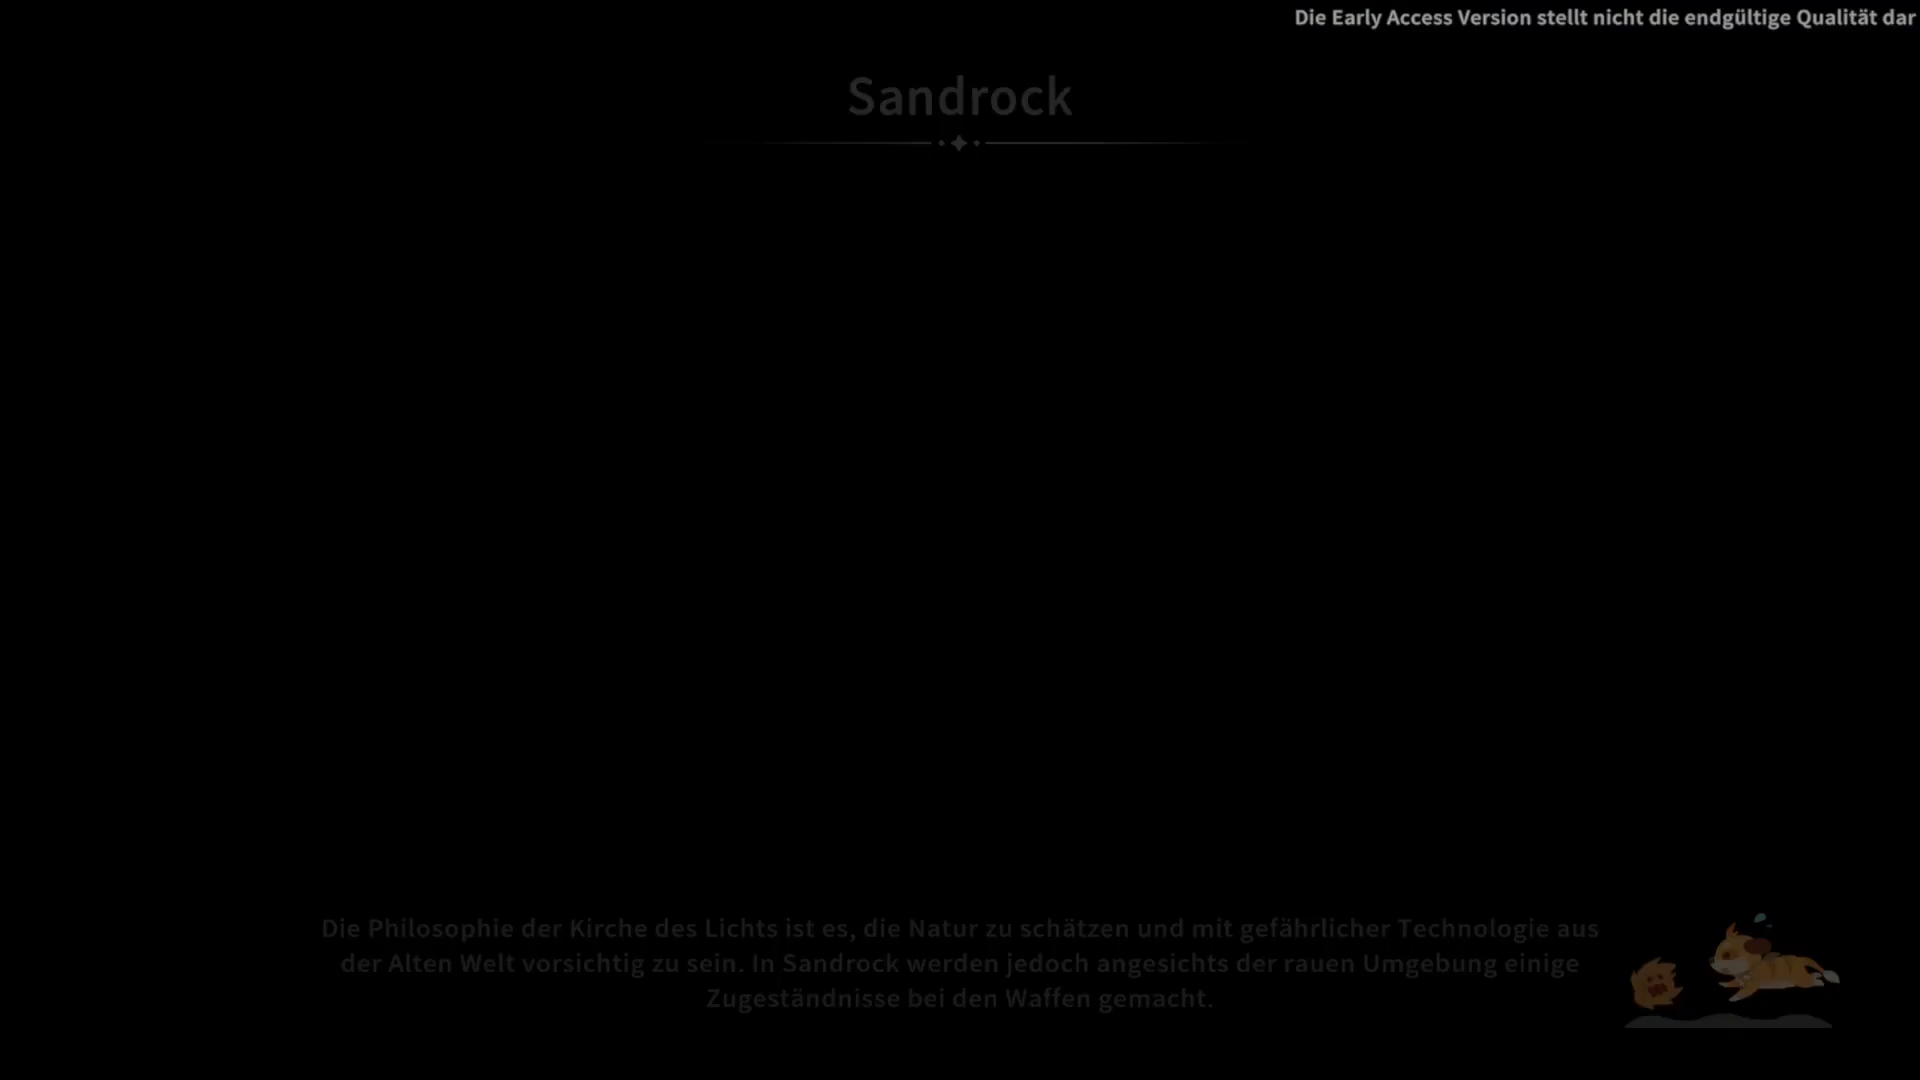 Die Early Access Version stellt nicht die endgültige Qualität dar
Sandrock
Die Philosophie der Kirche des Lichts ist es, die Natur zu schätzen und mit gefährlicher Technologie aus
der Alten Welt vorsichtig zu sein. In Sandrock werden jedoch angesichts der rauen Umgebung einige
Zugeständnisse bei den Waffen gemacht.